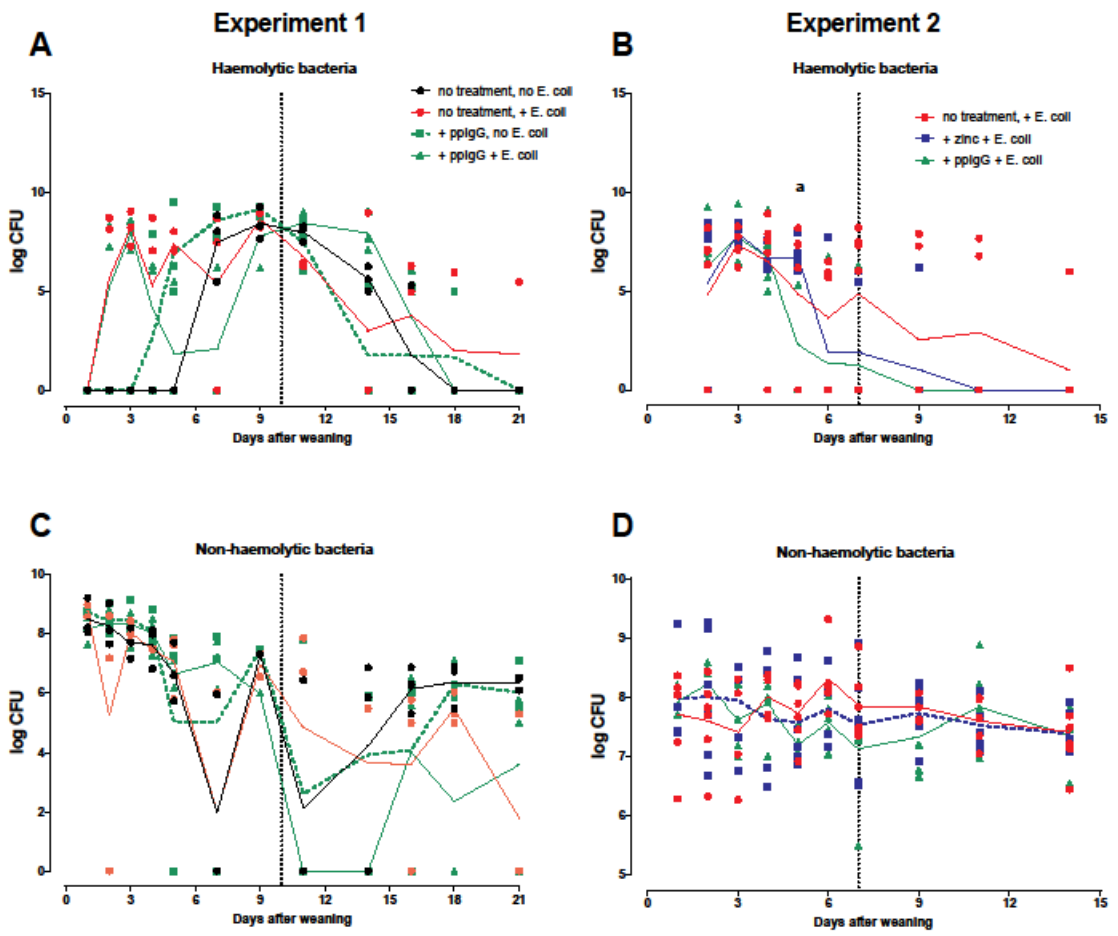 Experiment 1
Experiment 2
A
Haemolytic bacteria
15
10
5
0
log CFU
0 3 6 9 12 15 18 21
Days after weaning
no treatment, no E. coli
no treatment, + E. coli
+ ppIgG, no E. coli
+ ppIgG + E. coli
B
Haemolytic bacteria
15
10
5
0
log CFU
a
0 3 6 9 12 15
Days after weaning
no treatment, + E. coli
+ zinc + E. coli
+ ppIgG + E. coli
C
Non-haemolytic bacteria
10
8
6
4
2
0
log CFU
0 3 6 9 12 15 18 21
Days after weaning
D
Non-haemolytic bacteria
10
9
8
7
6
5
log CFU
0 3 6 9 12 15
Days after weaning